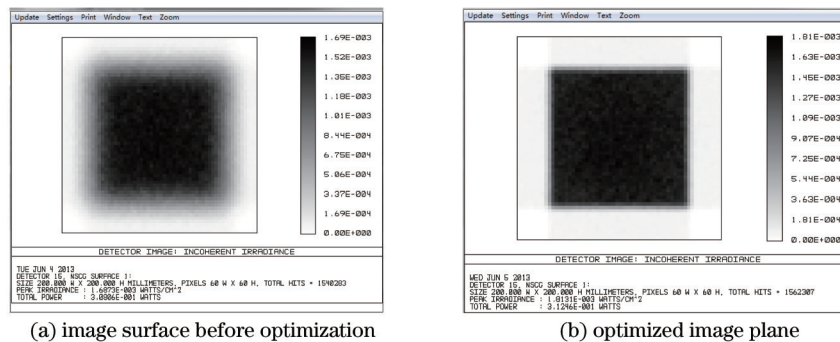 Update Settings Print Window Text Zoom
1.69E-003
1.52E-003
1.35E-003
1.18E-003
1.01E-003
8.44E-004
6.75E-004
5.06E-004
3.37E-004
1.69E-004
0.00E+000
DETECTOR IMAGE: INCOHERENT IRRADIANCE
TUE JUN 4 2013
DETECTOR 15, NSCG SURFACE 1:
SIZE 200.000 W X 200.000 H MILLIMETERS, PIXELS 60 W X 60 H, TOTAL HITS = 1540283
PEAK IRRADIANCE : 1.6873E-003 WATTS/CM^2
TOTAL POWER : 3.0806E-001 WATTS
(a) image surface before optimization
Update Settings Print Window Text Zoom
1.81E-003
1.63E-003
1.45E-003
1.27E-003
1.09E-003
9.07E-004
7.25E-004
5.44E-004
3.63E-004
1.81E-004
0.00E+000
DETECTOR IMAGE: INCOHERENT IRRADIANCE
WED JUN 5 2013
DETECTOR 15, NSCG SURFACE 1:
SIZE 200.000 W X 200.000 H MILLIMETERS, PIXELS 60 W X 60 H, TOTAL HITS = 1562307
PEAK IRRADIANCE : 1.8131E-003 WATTS/CM^2
TOTAL POWER : 3.1246E-001 WATTS
(b) optimized image plane